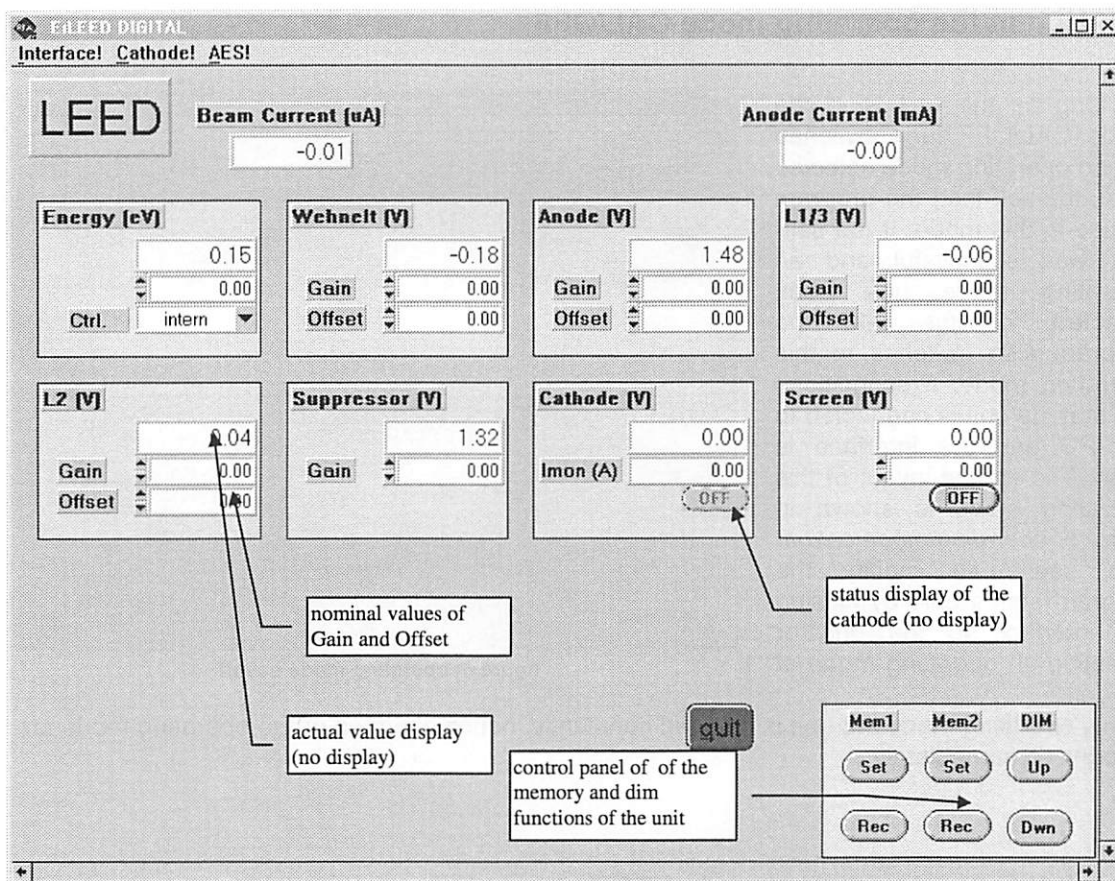 ErLEED DIGITAL
Interface! Cathode! AES!
LEED
Beam Current (uA)
-0.01
Anode Current (mA)
-0.00
Energy (eV)
0.15
0.00
Ctrl. intern
Wehnelt (V)
-0.18
Gain 0.00
Offset 0.00
Anode (V)
1.48
Gain 0.00
Offset 0.00
L1/3 (V)
-0.06
Gain 0.00
Offset 0.00
L2 (V)
0.04
Gain 0.00
Offset 0.00
Suppressor (V)
1.32
Gain 0.00
Cathode (V)
0.00
Imon (A) 0.00
OFF
Screen (V)
0.00
0.00
OFF
nominal values of
Gain and Offset
status display of the
cathode (no display)
actual value display
(no display)
quit
control panel of of the
memory and dim
functions of the unit
Mem1 Mem2 DIM
Set Set Up
Rec Rec Dwn